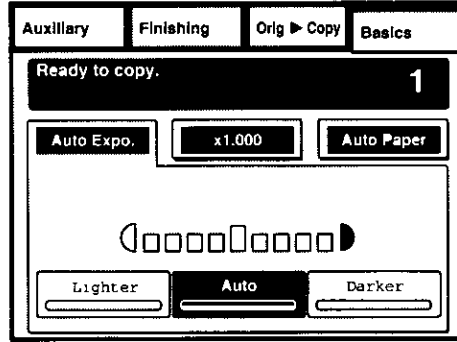 Auxiliary Finishing Orig ▶ Copy Basics
Ready to copy. 1
Auto Expo. x1.000 Auto Paper
Lighter Auto Darker